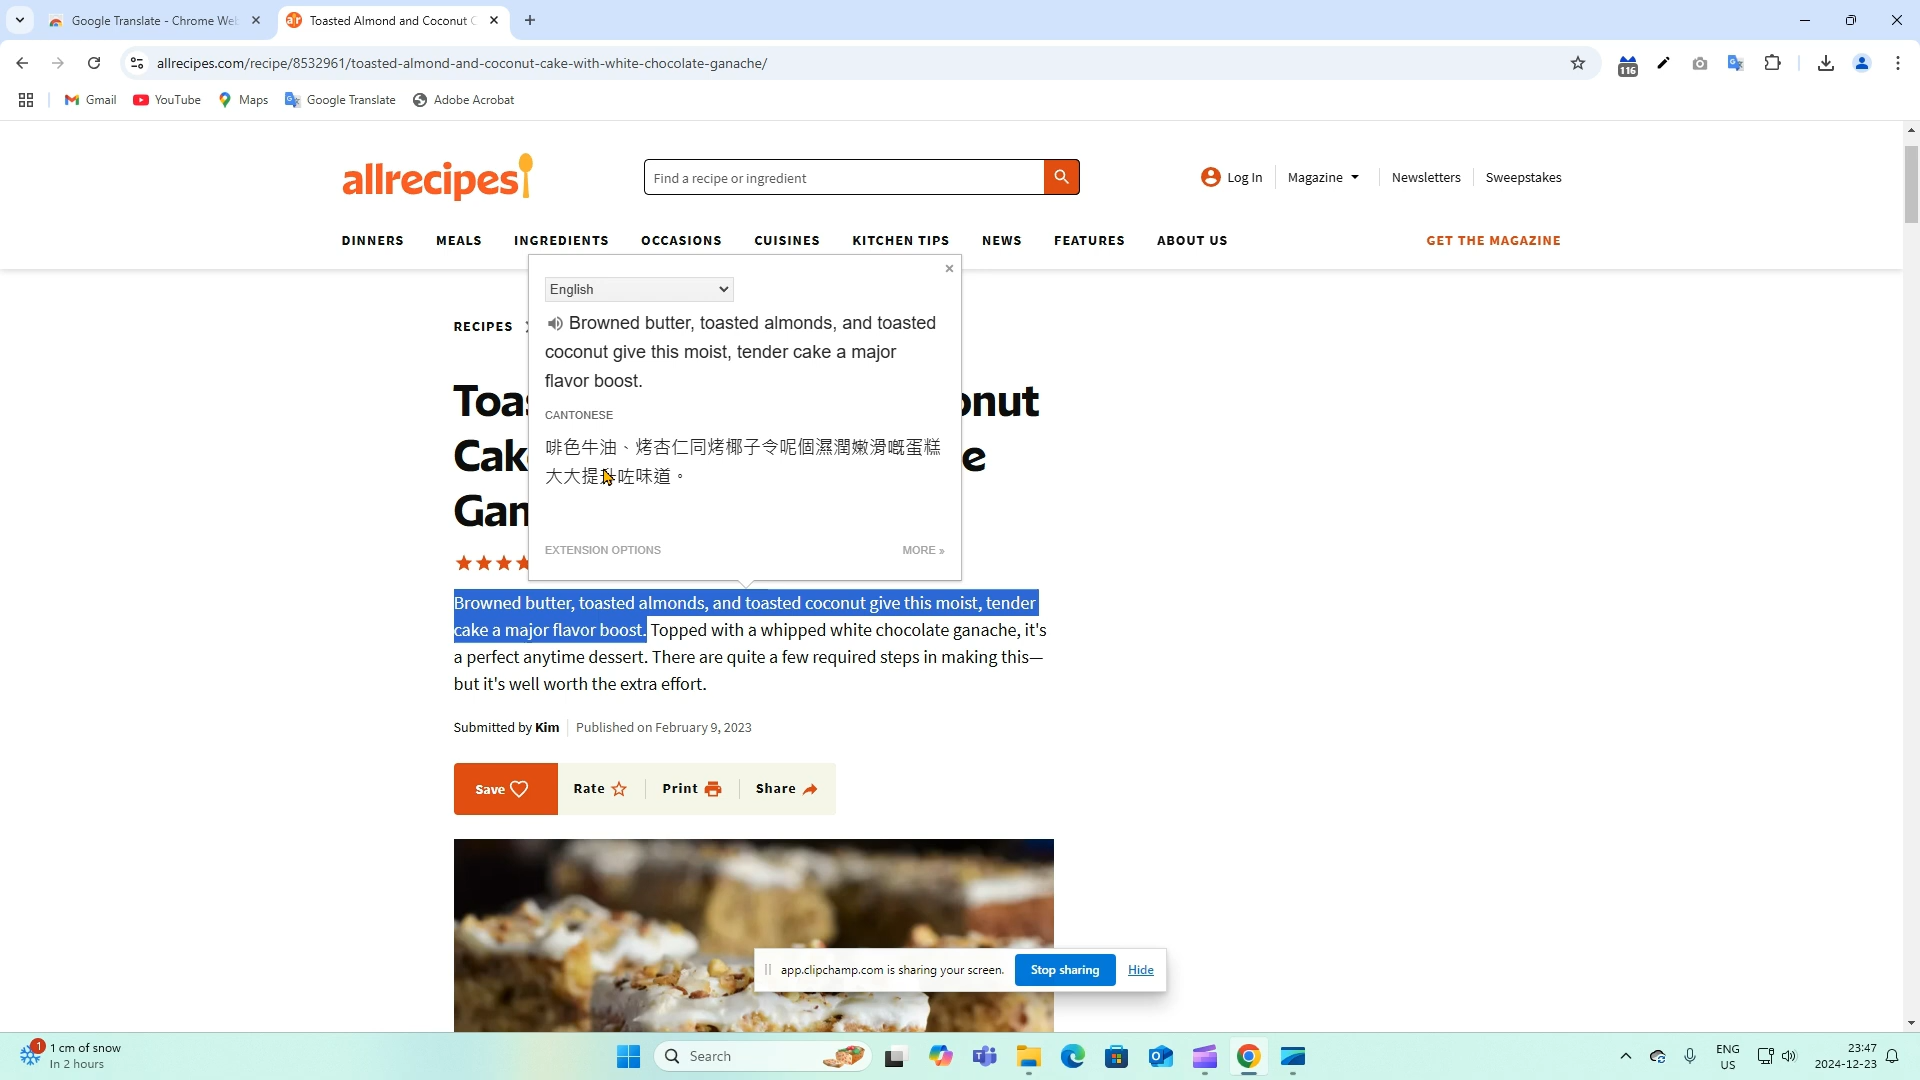 Google Translate - Chrome We
Toasted Almond and Coconut C
allrecipes.com/recipe/8532961/toasted-almond-and-coconut-cake-with-white-chocolate-ganache/
116
Gmail
YouTube
Maps
Google Translate
Adobe Acrobat
allrecipes
Find a recipe or ingredient
Log In
Magazine
Newsletters
Sweepstakes
DINNERS
MEALS
INGREDIENTS
OCCASIONS
CUISINES
KITCHEN TIPS
NEWS
FEATURES
ABOUT US
GET THE MAGAZINE
RECIPES
English
Browned butter, toasted almonds, and toasted
coconut give this moist, tender cake a major
flavor boost.
CANTONESE
啡色牛油、烤杏仁同烤椰子令呢個濕潤嫩滑嘅蛋糕
大大提升咗味道。
EXTENSION OPTIONS
MORE »
Browned butter, toasted almonds, and toasted coconut give this moist, tender
cake a major flavor boost. Topped with a whipped white chocolate ganache, it's
a perfect anytime dessert. There are quite a few required steps in making this—
but it's well worth the extra effort.
Submitted by Kim
Published on February 9, 2023
Save
Rate
Print
Share
app.clipchamp.com is sharing your screen.
Stop sharing
Hide
1
1 cm of snow
In 2 hours
Search
ENG
US
23:47
2024-12-23